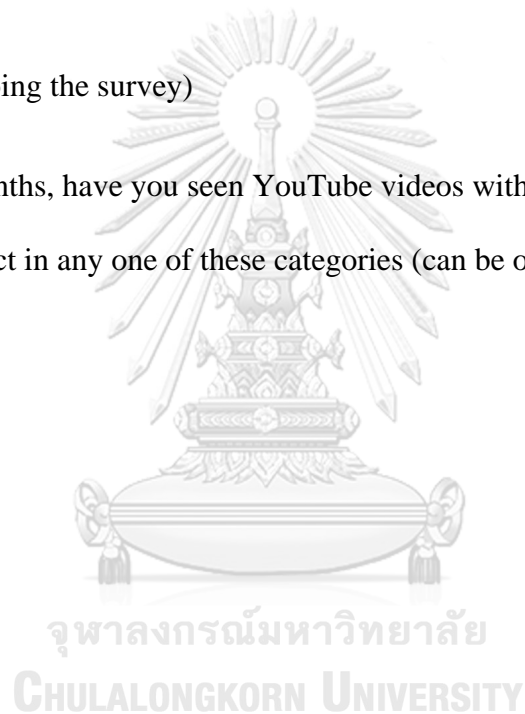 ing the survey)
nths, have you seen YouTube videos with
ct in any one of these categories (can be o
จุฬาลงกรณ์มหาวิทยาลัย
CHULALONGKORN UNIVERSITY